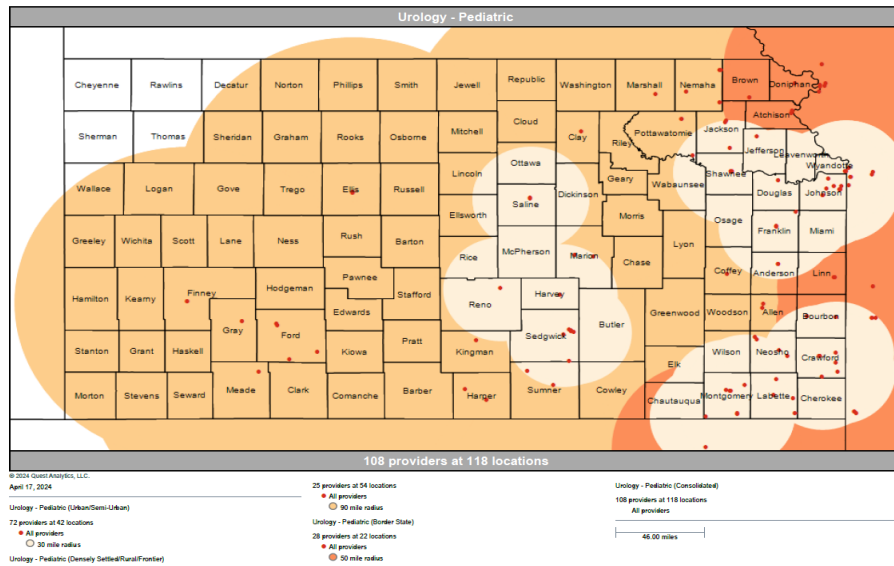 Urology - Pediatric
Cheyenne Rawlins Decatur Norton Phillips Smith Jewell Republic Washington Marshall Nemaha Brown Doniphan
Sherman Thomas Sheridan Graham Rooks Osborne Mitchell Cloud Clay Riley Pottawatomie Jackson Atchison
Jefferson Leavenworth Wyandotte
Ottawa
Wallace Logan Gove Trego Ellis Russell Lincoln Saline Dickinson Geary Wabaunsee Shawnee Douglas Johnson
Ellsworth Morris Osage
Greeley Wichita Scott Lane Ness Rush Barton Rice McPherson Marion Chase Lyon Franklin Miami
Hamilton Kearny Finney Hodgeman Pawnee Stafford Reno Harvey Coffey Anderson Linn
Gray Ford Edwards Sedgwick Butler Greenwood Woodson Allen Bourbon
Stanton Grant Haskell Kiowa Pratt Kingman Elk Wilson Neosho Crawford
Morton Stevens Seward Meade Clark Comanche Barber Harper Sumner Cowley Chautauqua Montgomery Labette Cherokee
108 providers at 118 locations
© 2024 Quest Analytics, LLC.
April 17, 2024
Urology - Pediatric (Urban/Semi-Urban)
72 providers at 42 locations
All providers
30 mile radius
Urology - Pediatric (Densely Settled/Rural/Frontier)
25 providers at 54 locations
All providers
90 mile radius
Urology - Pediatric (Border State)
28 providers at 22 locations
All providers
50 mile radius
Urology - Pediatric (Consolidated)
108 providers at 118 locations
All providers
46.00 miles